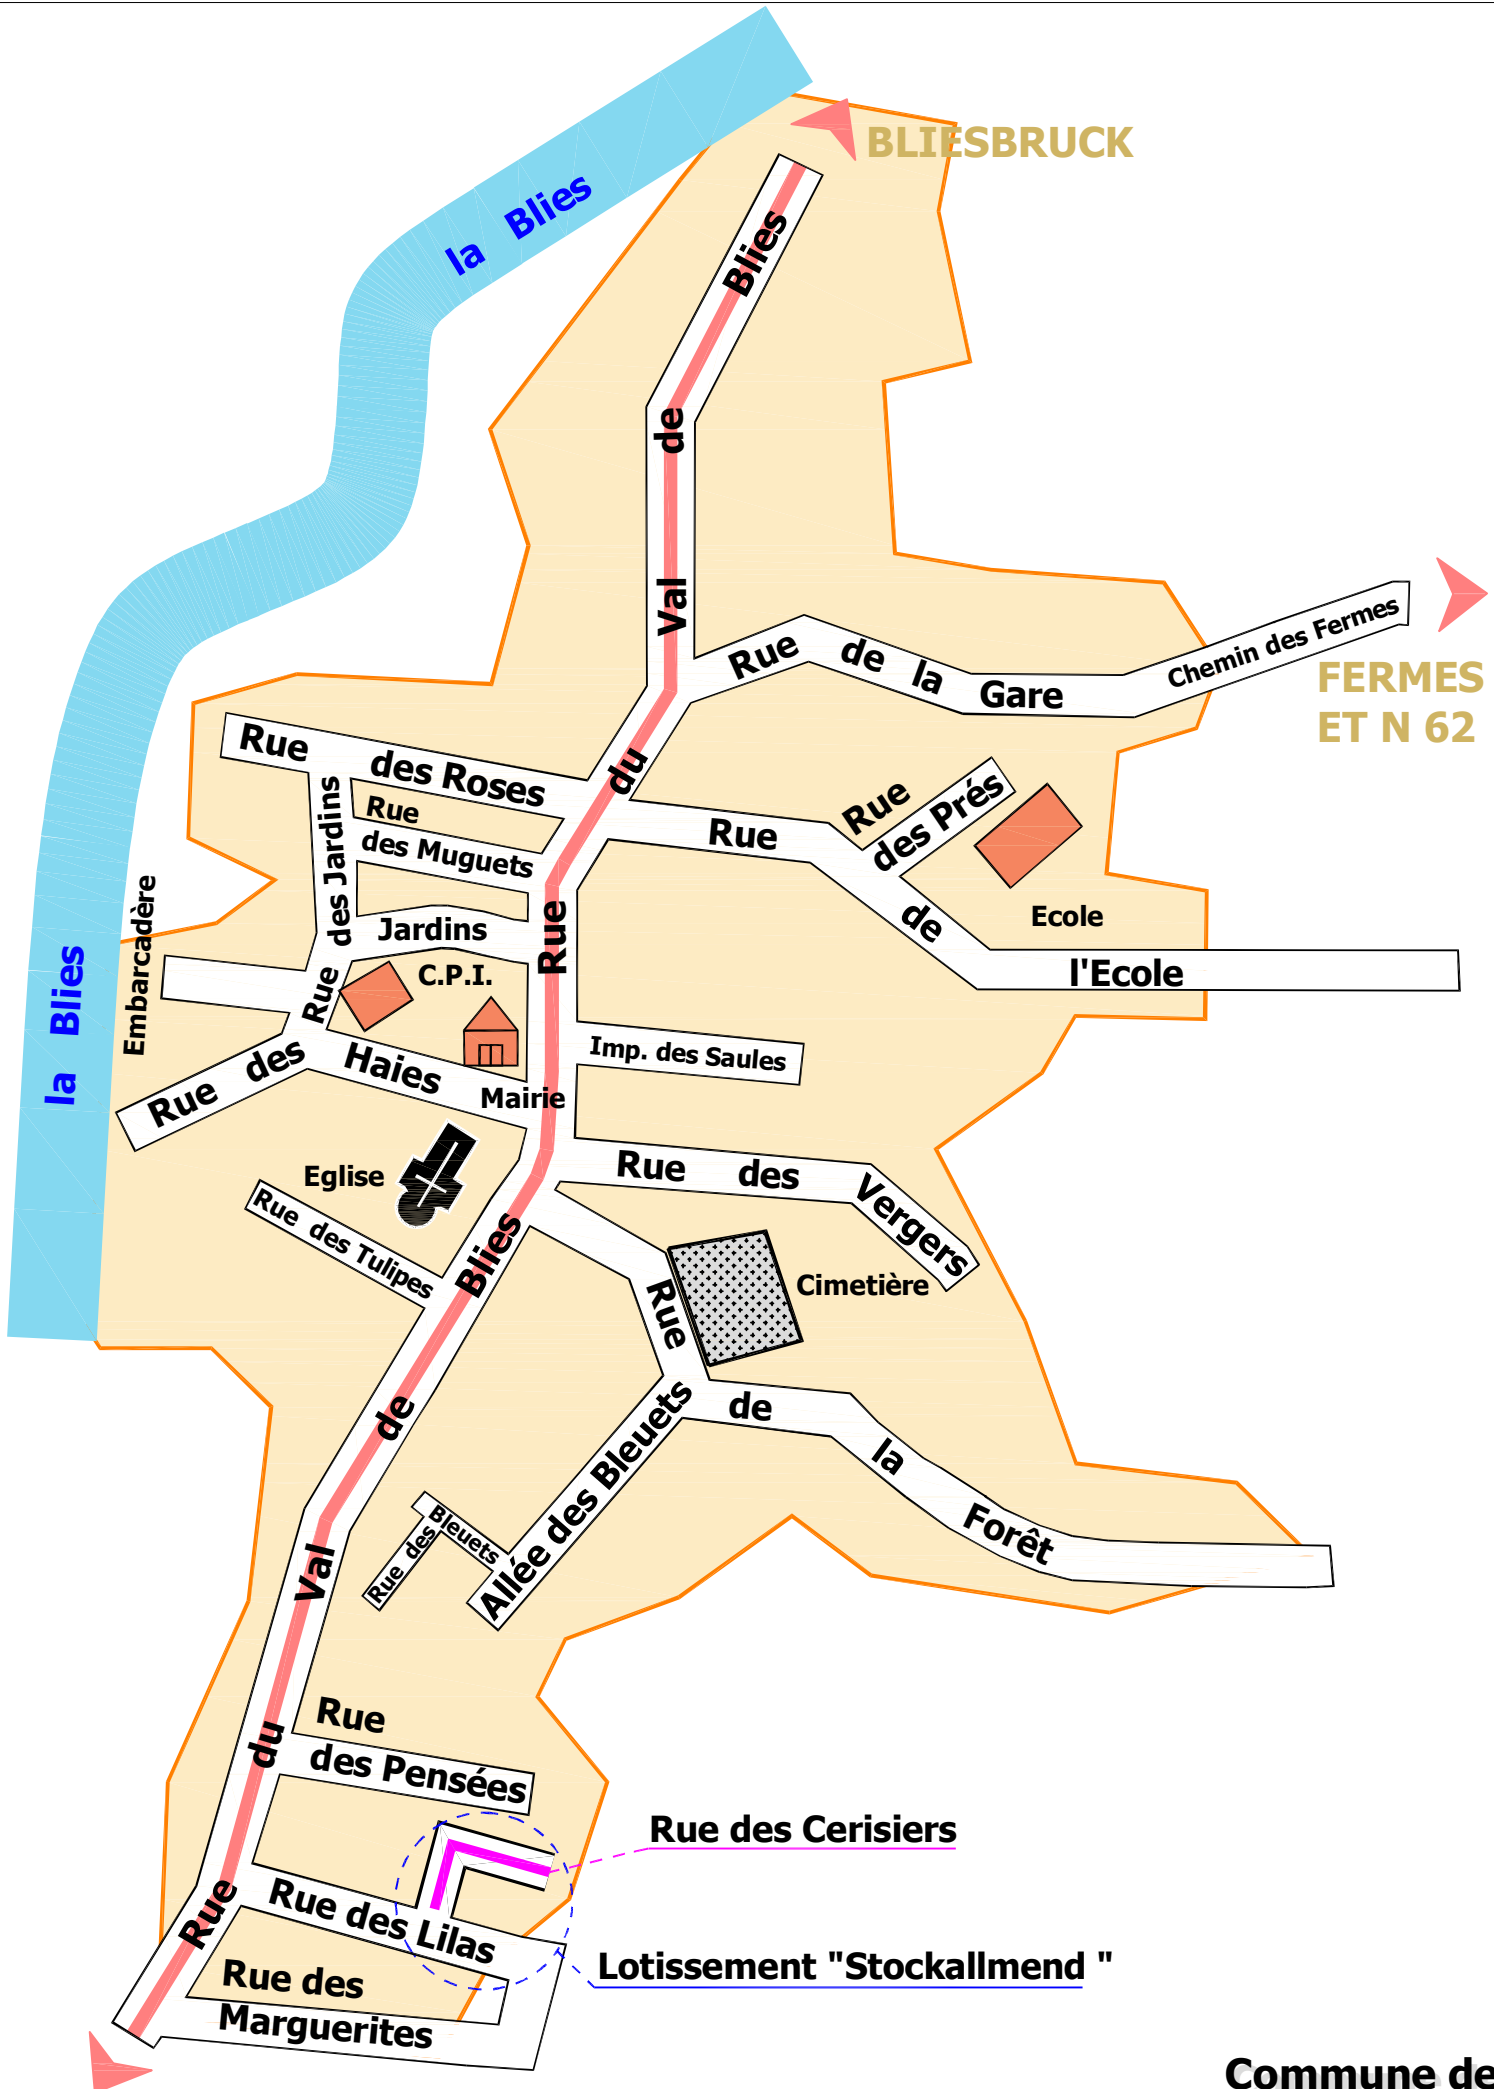 BLIESBRUCK
la Blies
Rue du Val de Blies
Rue de la Gare
Chemin des Fermes
FERMES
ET N 62
Rue des Roses
Rue
des Muguets
Rue des Jardins
Jardins
Rue
des Prés
Rue de l'Ecole
Ecole
Embarcadère
la Blies
C.P.I.
Rue des Haies
Mairie
Imp. des Saules
Eglise
Rue des Tulipes
Rue des Vergers
Cimetière
Rue de la Forêt
Allée des Bleuets
Rue des Bleuets
Rue du Val de Blies
Rue
des Pensées
Rue des Cerisiers
Rue des Lilas
Lotissement "Stockallmend "
Rue des
Marguerites
Commune de